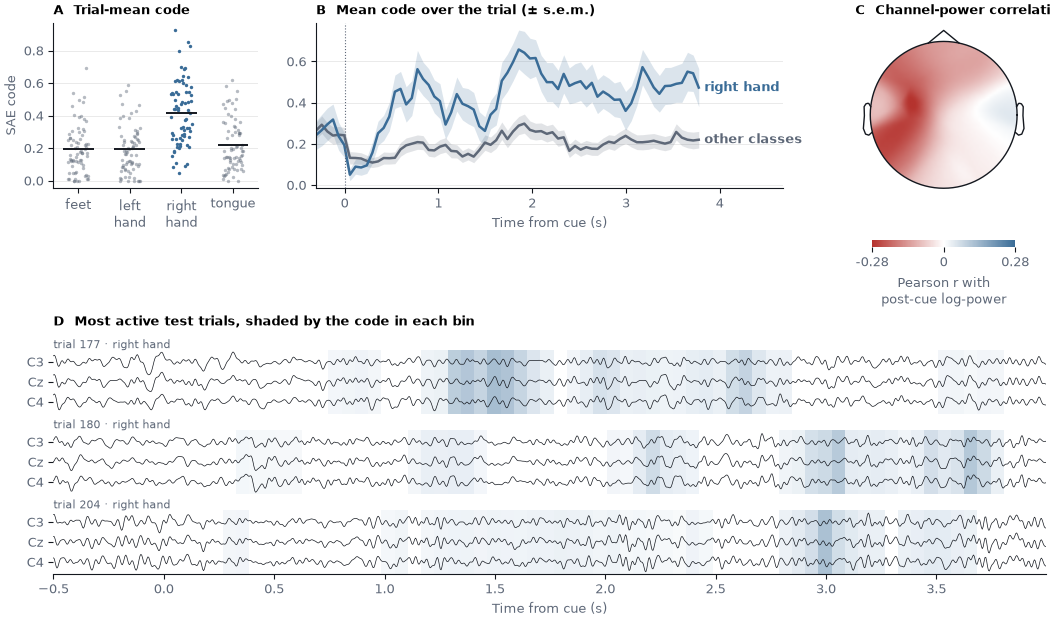 A Trial-mean code
B Mean code over the trial (± s.e.m.)
C Channel-power correlati
SAE code
0.8
0.6
0.4
0.2
0.0
feet
left
hand
right
hand
tongue
0.6
0.4
0.2
0.0
right hand
other classes
0
1
2
3
4
Time from cue (s)
-0.28
0
0.28
Pearson r with
post-cue log-power
D Most active test trials, shaded by the code in each bin
trial 177 · right hand
C3
Cz
C4
trial 180 · right hand
C3
Cz
C4
trial 204 · right hand
C3
Cz
C4
−0.5
0.0
0.5
1.0
1.5
2.0
2.5
3.0
3.5
Time from cue (s)